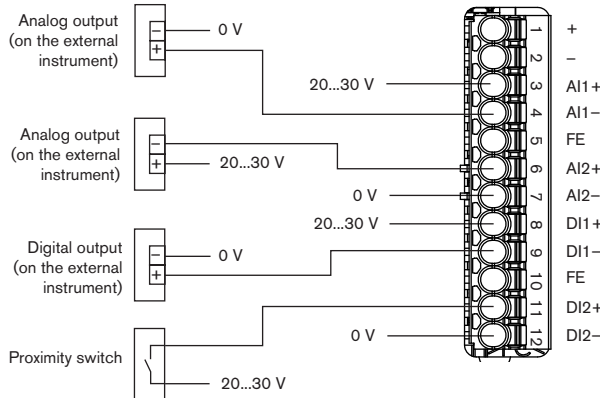 Analog output
(on the external
instrument)
–
+
0 V
Analog output
(on the external
instrument)
–
+
20...30 V
Digital output
(on the external
instrument)
–
+
0 V
Proximity switch
20...30 V
20...30 V
0 V
20...30 V
0 V
1 +
2 –
3 AI1+
4 AI1–
5 FE
6 AI2+
7 AI2–
8 DI1+
9 DI1–
10 FE
11 DI2+
12 DI2–